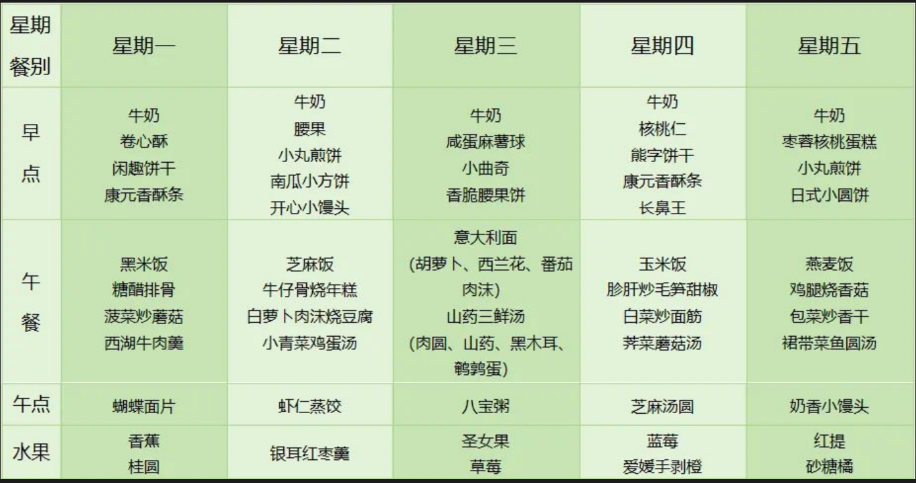 星期
餐别
星期一
星期二
星期三
星期四
星期五
早
点
牛奶
卷心酥
闲趣饼干
康元香酥条
牛奶
腰果
小丸煎饼
南瓜小方饼
开心小馒头
牛奶
咸蛋麻薯球
小曲奇
香脆腰果饼
牛奶
核桃仁
熊字饼干
康元香酥条
长鼻王
牛奶
枣蓉核桃蛋糕
小丸煎饼
日式小圆饼
午
餐
黑米饭
糖醋排骨
菠菜炒蘑菇
西湖牛肉羹
芝麻饭
牛仔骨烧年糕
白萝卜肉沫烧豆腐
小青菜鸡蛋汤
意大利面
(胡萝卜、西兰花、番茄
肉沫)
山药三鲜汤
(肉圆、山药、黑木耳、
鹌鹑蛋)
玉米饭
胗肝炒毛笋甜椒
白菜炒面筋
荠菜蘑菇汤
燕麦饭
鸡腿烧香菇
包菜炒香干
裙带菜鱼圆汤
午点
蝴蝶面片
虾仁蒸饺
八宝粥
芝麻汤圆
奶香小馒头
水果
香蕉
桂圆
银耳红枣羹
圣女果
草莓
蓝莓
爱媛手剥橙
红提
砂糖橘